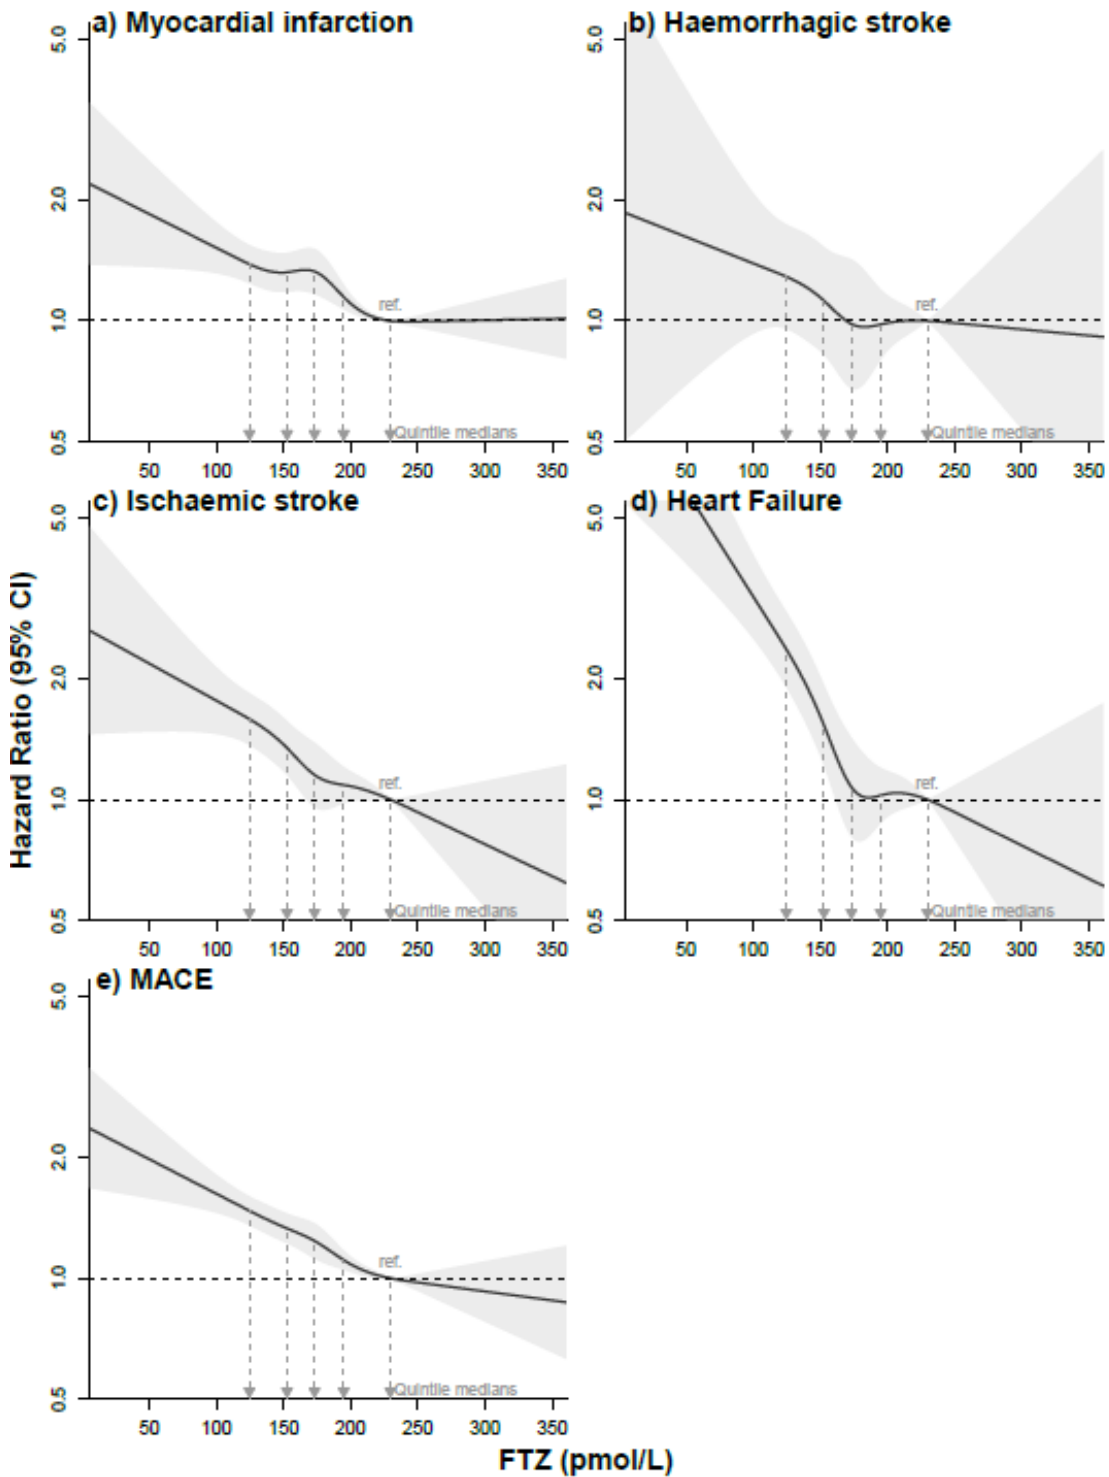 a) Myocardial infarction
5.0
2.0
1.0
0.5
ref.
Quintile medians
50 100 150 200 250 300 350
b) Haemorrhagic stroke
5.0
2.0
1.0
0.5
ref.
Quintile medians
50 100 150 200 250 300 350
c) Ischaemic stroke
5.0
2.0
1.0
0.5
ref.
Quintile medians
50 100 150 200 250 300 350
d) Heart Failure
5.0
2.0
1.0
0.5
ref.
Quintile medians
50 100 150 200 250 300 350
Hazard Ratio (95% CI)
e) MACE
5.0
2.0
1.0
0.5
ref.
Quintile medians
50 100 150 200 250 300 350
FTZ (pmol/L)